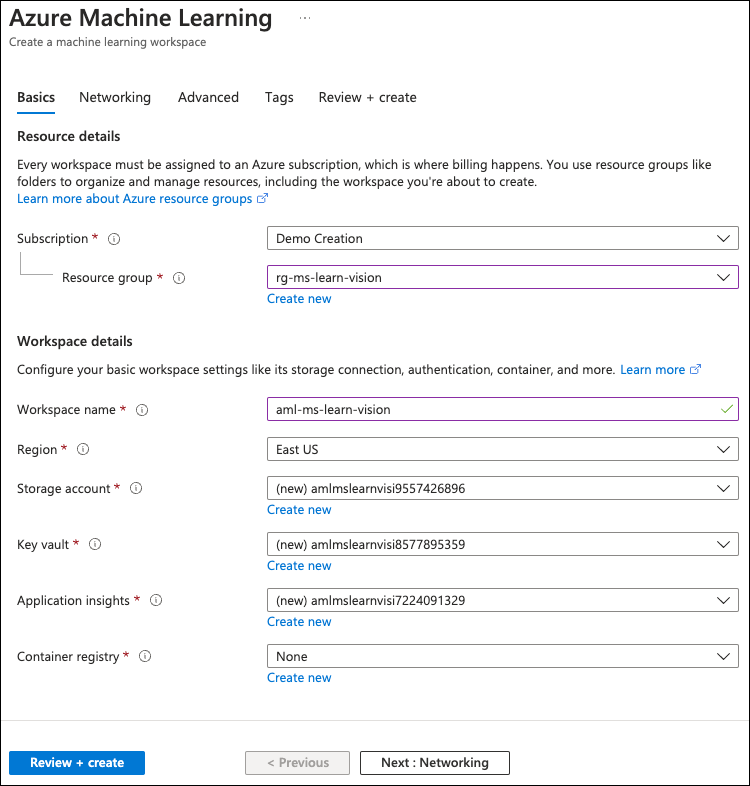 Azure Machine Learning ...
Create a machine learning workspace
Basics Networking Advanced Tags Review + create
Resource details
Every workspace must be assigned to an Azure subscription, which is where billing happens. You use resource groups like
folders to organize and manage resources, including the workspace you're about to create.
Learn more about Azure resource groups
Subscription * Demo Creation
Resource group * rg-ms-learn-vision
Create new
Workspace details
Configure your basic workspace settings like its storage connection, authentication, container, and more. Learn more
Workspace name * aml-ms-learn-vision
Region * East US
Storage account * (new) amlmslearnvisi9557426896
Create new
Key vault * (new) amlmslearnvisi8577895359
Create new
Application insights * (new) amlmslearnvisi7224091329
Create new
Container registry * None
Create new
Review + create < Previous Next : Networking